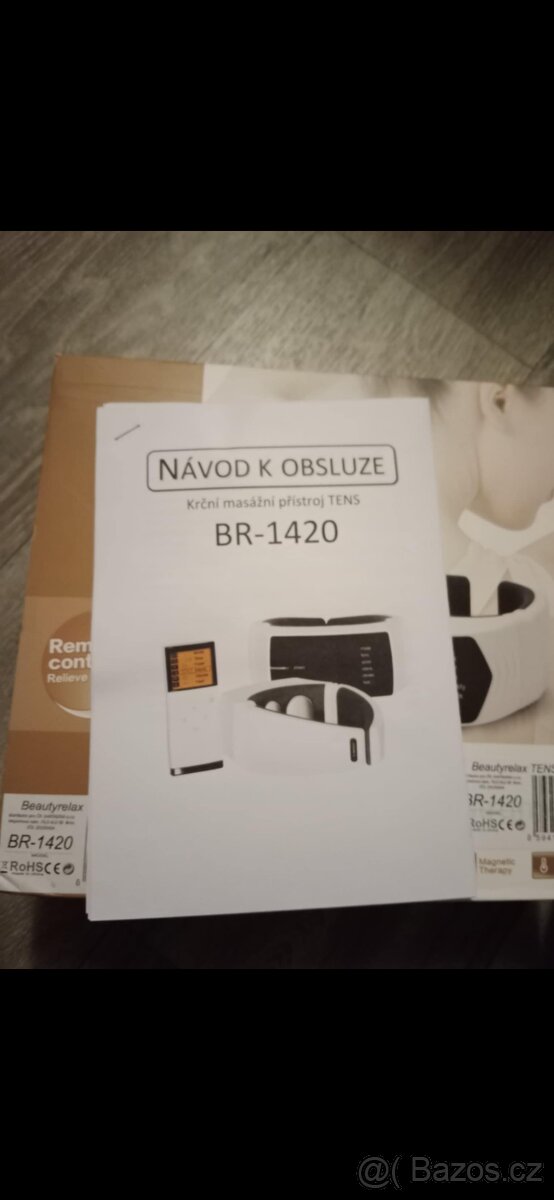 NÁVOD K OBSLUZE
Krční masážní přístroj TENS
BR-1420
Rem
cont
Relieve
Beautyrelax
BR-1420
RoHS CE
Beautyrelax TENS
BR-1420
RoHS CE
Magnetic
Therapy
@( Bazos.cz